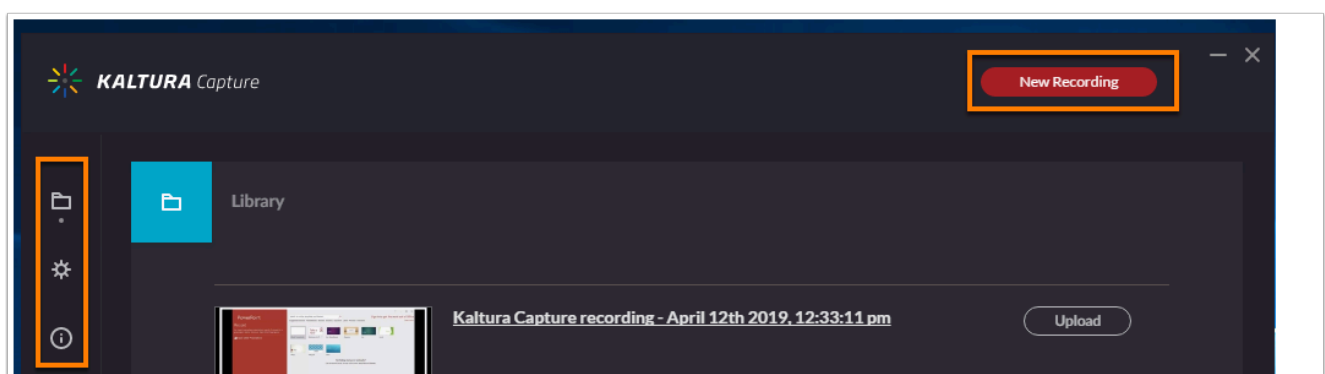 KALTURA Capture
New Recording
Library
Kaltura Capture recording - April 12th 2019, 12:33:11 pm
Upload